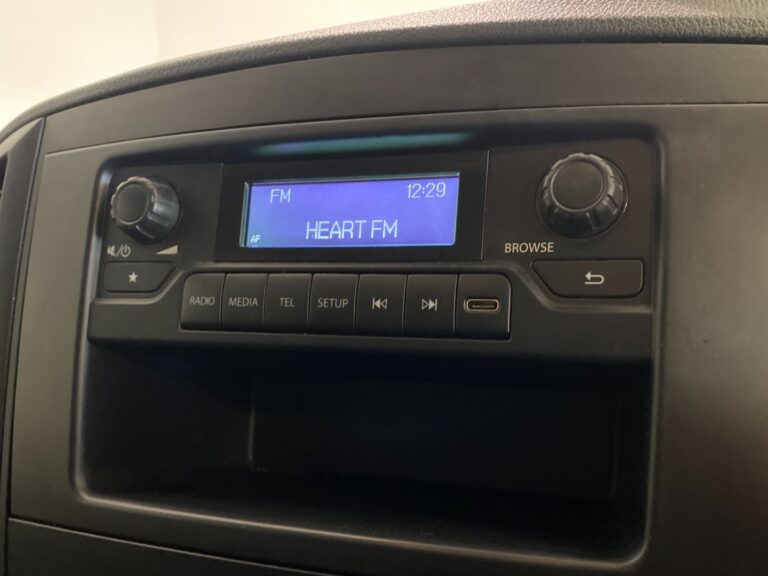 FM 12:29
HEART FM
AF
BROWSE
RADIO MEDIA TEL SETUP